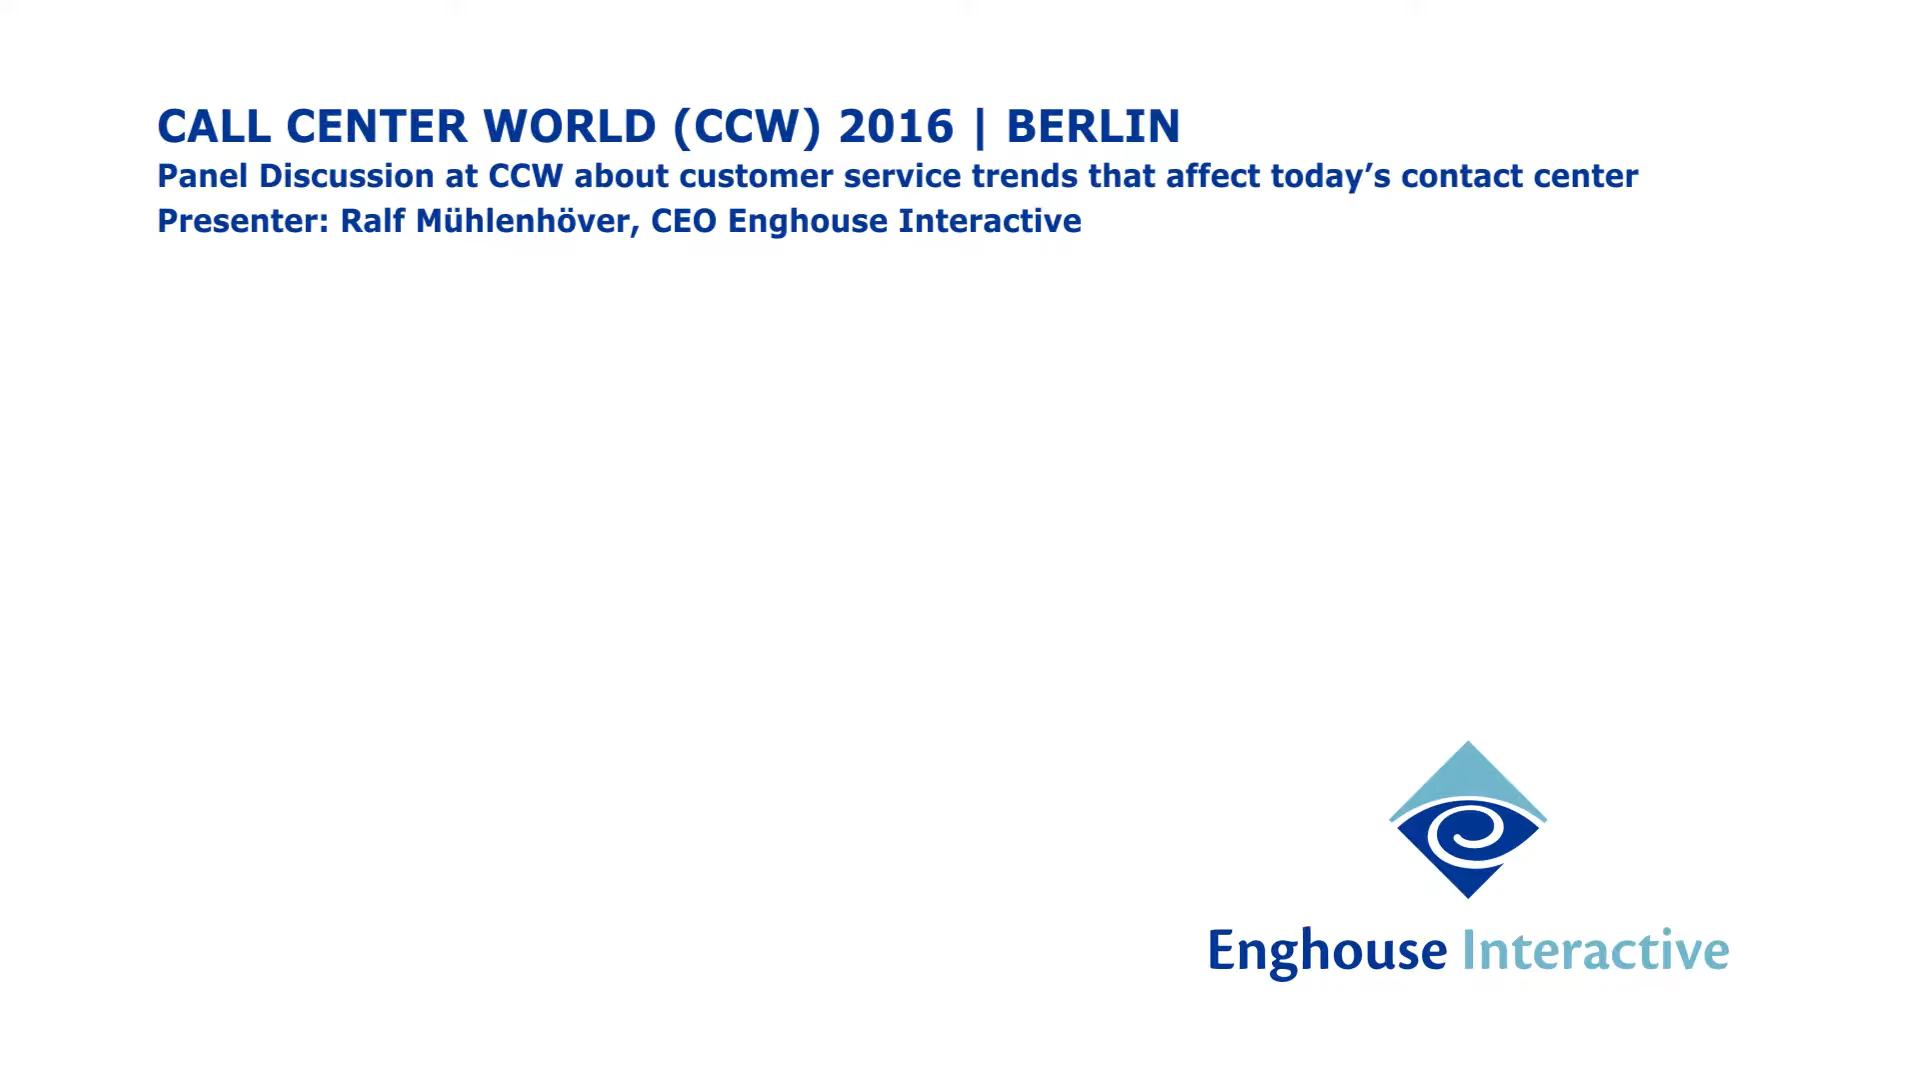 CALL CENTER WORLD (CCW) 2016 | BERLIN
Panel Discussion at CCW about customer service trends that affect today’s contact center
Presenter: Ralf Mühlenhöver, CEO Enghouse Interactive
Enghouse Interactive